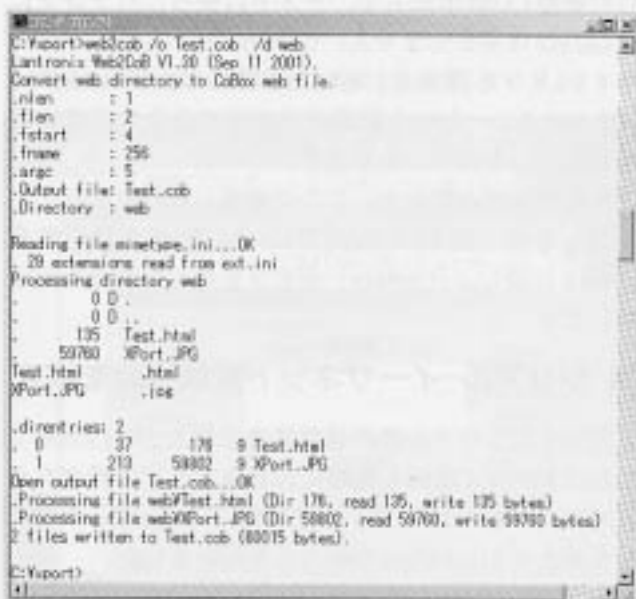 C:¥xport>web2cob /o Test.cob /d web
Lantronix Web2CoB V1.30 (Sep 11 2001).
Convert web directory to CoBox web file.
.nlen : 1
.flen : 2
.fstart : 4
.fname : 256
.argc : 5
.Output file: Test.cob
.Directory : web
Reading file mimetype.ini...OK
. 29 extensions read from ext.ini
Processing directory web
. 0 D .
. 0 D ..
. 135 Test.html
. 59760 XPort.JPG
Test.html .html
XPort.JPG .jpg
.direntries: 2
. 0 37 176 9 Test.html
. 1 213 59802 9 XPort.JPG
Open output file Test.cob...OK
.Processing file web¥Test.html (Dir 176, read 135, write 135 bytes)
.Processing file web¥XPort.JPG (Dir 59802, read 59760, write 59760 bytes)
2 files written to Test.cob (60015 bytes).
C:¥xport>